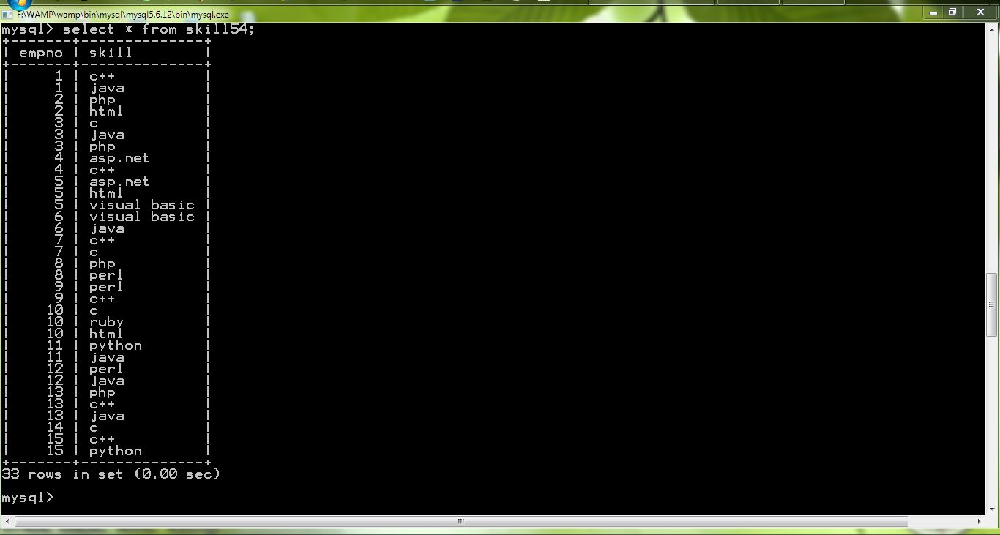 F:\WAMP\wamp\bin\mysql\mysql5.6.12\bin\mysql.exe
mysql> select * from skill54;
+-------+--------------+
| empno | skill        |
+-------+--------------+
|     1 | c++          |
|     1 | java         |
|     2 | php          |
|     2 | html         |
|     3 | c            |
|     3 | java         |
|     3 | php          |
|     4 | asp.net      |
|     4 | c++          |
|     5 | asp.net      |
|     5 | html         |
|     5 | visual basic |
|     6 | visual basic |
|     6 | java         |
|     7 | c++          |
|     7 | c            |
|     8 | php          |
|     8 | perl         |
|     9 | perl         |
|     9 | c++          |
|    10 | c            |
|    10 | ruby         |
|    10 | html         |
|    11 | python       |
|    11 | java         |
|    12 | perl         |
|    12 | java         |
|    13 | php          |
|    13 | c++          |
|    13 | java         |
|    14 | c            |
|    15 | c++          |
|    15 | python       |
+-------+--------------+
33 rows in set (0.00 sec)
mysql>